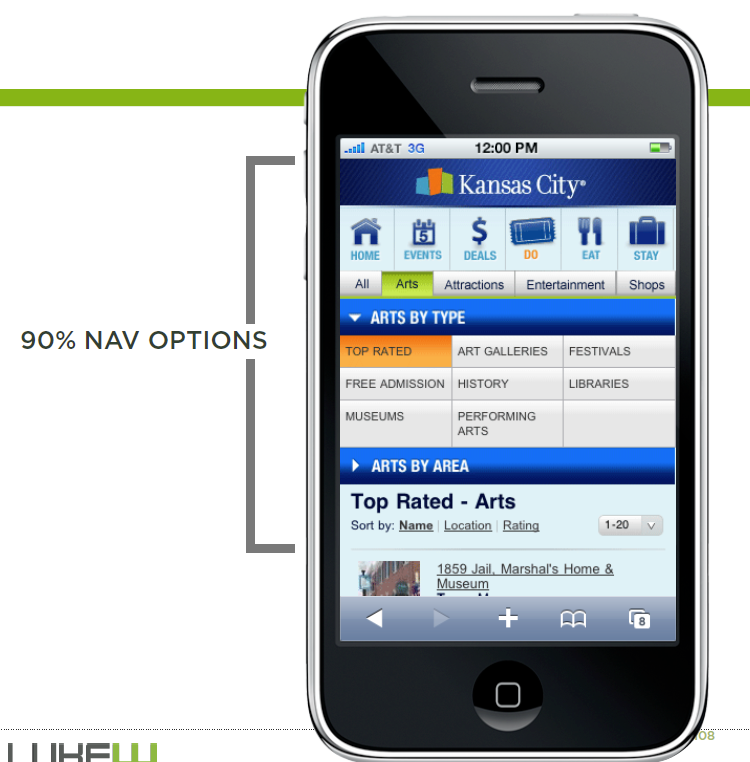 AT&T 3G 12:00 PM
Kansas City
5
$
HOME EVENTS DEALS DO EAT STAY
All Arts Attractions Entertainment Shops
ARTS BY TYPE
TOP RATED ART GALLERIES FESTIVALS
FREE ADMISSION HISTORY LIBRARIES
MUSEUMS PERFORMING
ARTS
ARTS BY AREA
Top Rated - Arts
Sort by: Name | Location | Rating 1-20
1859 Jail, Marshal's Home &
Museum
8
90% NAV OPTIONS
LUKEW
08